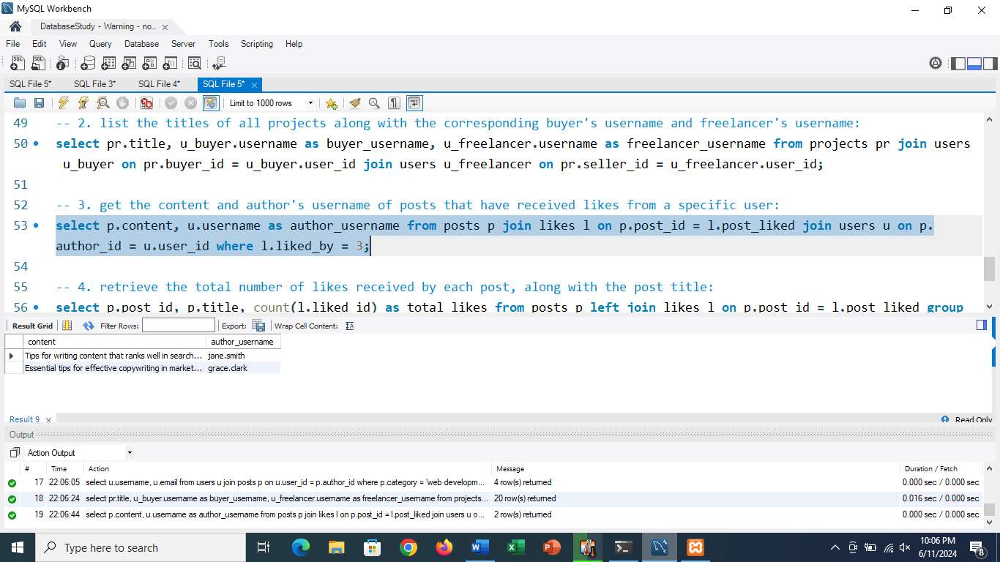 MySQL Workbench
DatabaseStudy - Warning - no...
File Edit View Query Database Server Tools Scripting Help
SQL File 5* SQL File 3* SQL File 4* SQL File 5*
Limit to 1000 rows
49 -- 2. list the titles of all projects along with the corresponding buyer's username and freelancer's username:
50 select pr.title, u_buyer.username as buyer_username, u_freelancer.username as freelancer_username from projects pr join users
u_buyer on pr.buyer_id = u_buyer.user_id join users u_freelancer on pr.seller_id = u_freelancer.user_id;
51
52 -- 3. get the content and author's username of posts that have received likes from a specific user:
53 select p.content, u.username as author_username from posts p join likes l on p.post_id = l.post_liked join users u on p.
author_id = u.user_id where l.liked_by = 3;
54
55 -- 4. retrieve the total number of likes received by each post, along with the post title:
56 select p.post_id, p.title, count(l.liked_id) as total_likes from posts p left join likes l on p.post_id = l.post_liked group
Result Grid Filter Rows: Export: Wrap Cell Content:
content author_username
Tips for writing content that ranks well in search... jane.smith
Essential tips for effective copywriting in market... grace.clark
Result 9 Read Only
Output
Action Output
# Time Action Message Duration / Fetch
17 22:06:05 select u.username, u.email from users u join posts p on u.user_id = p.author_id where p.category = 'web developm... 4 row(s) returned 0.000 sec / 0.000 sec
18 22:06:24 select pr.title, u_buyer.username as buyer_username, u_freelancer.username as freelancer_username from projects... 20 row(s) returned 0.016 sec / 0.000 sec
19 22:06:44 select p.content, u.username as author_username from posts p join likes l on p.post_id = l.post_liked join users u o... 2 row(s) returned 0.000 sec / 0.000 sec
Type here to search
10:06 PM
6/11/2024
8